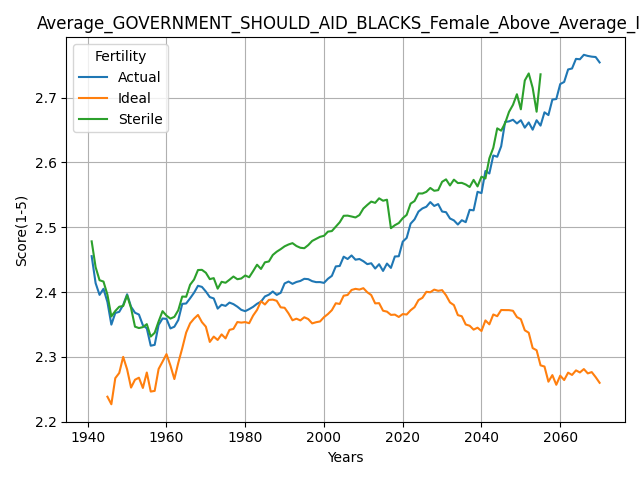 Average_GOVERNMENT_SHOULD_AID_BLACKS_Female_Above_Average_I
Fertility
Actual
Ideal
Sterile
Score(1-5)
2.7
2.6
2.5
2.4
2.3
2.2
1940 1960 1980 2000 2020 2040 2060
Years